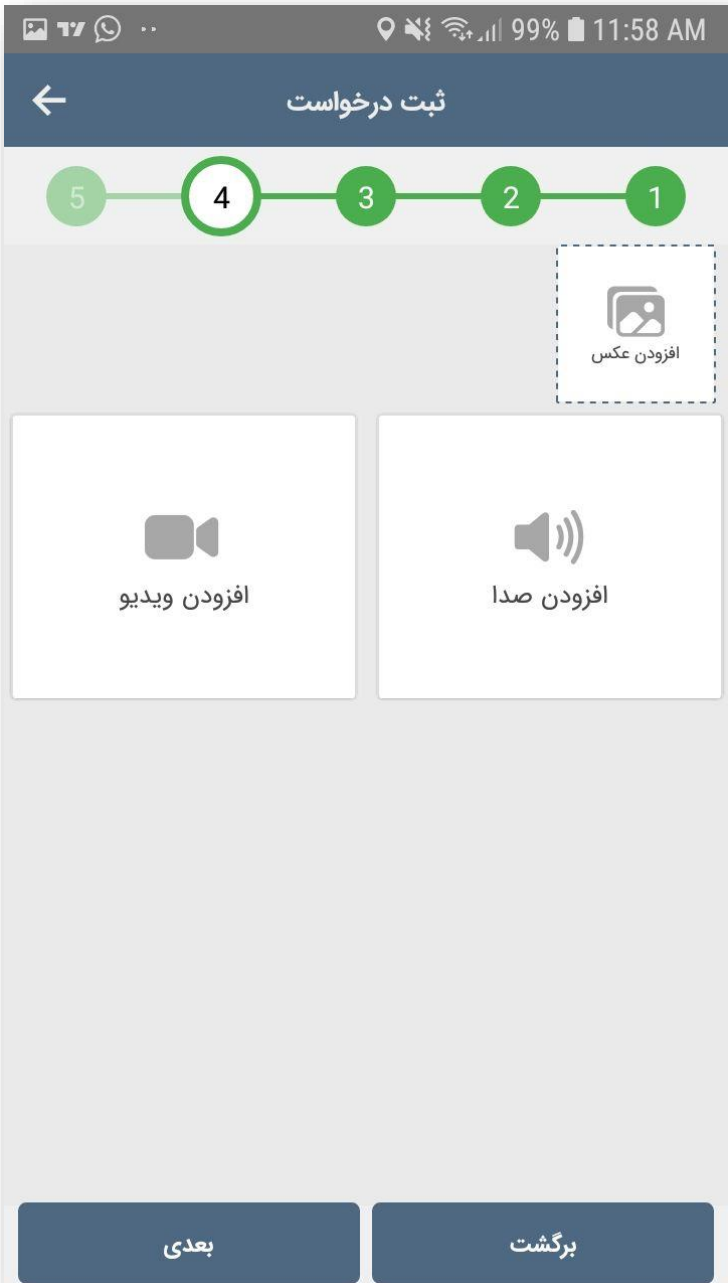 99% 11:58 AM
ثبت درخواست
1 2 3 4 5
افزودن عکس
افزودن صدا
افزودن ویدیو
برگشت
بعدی